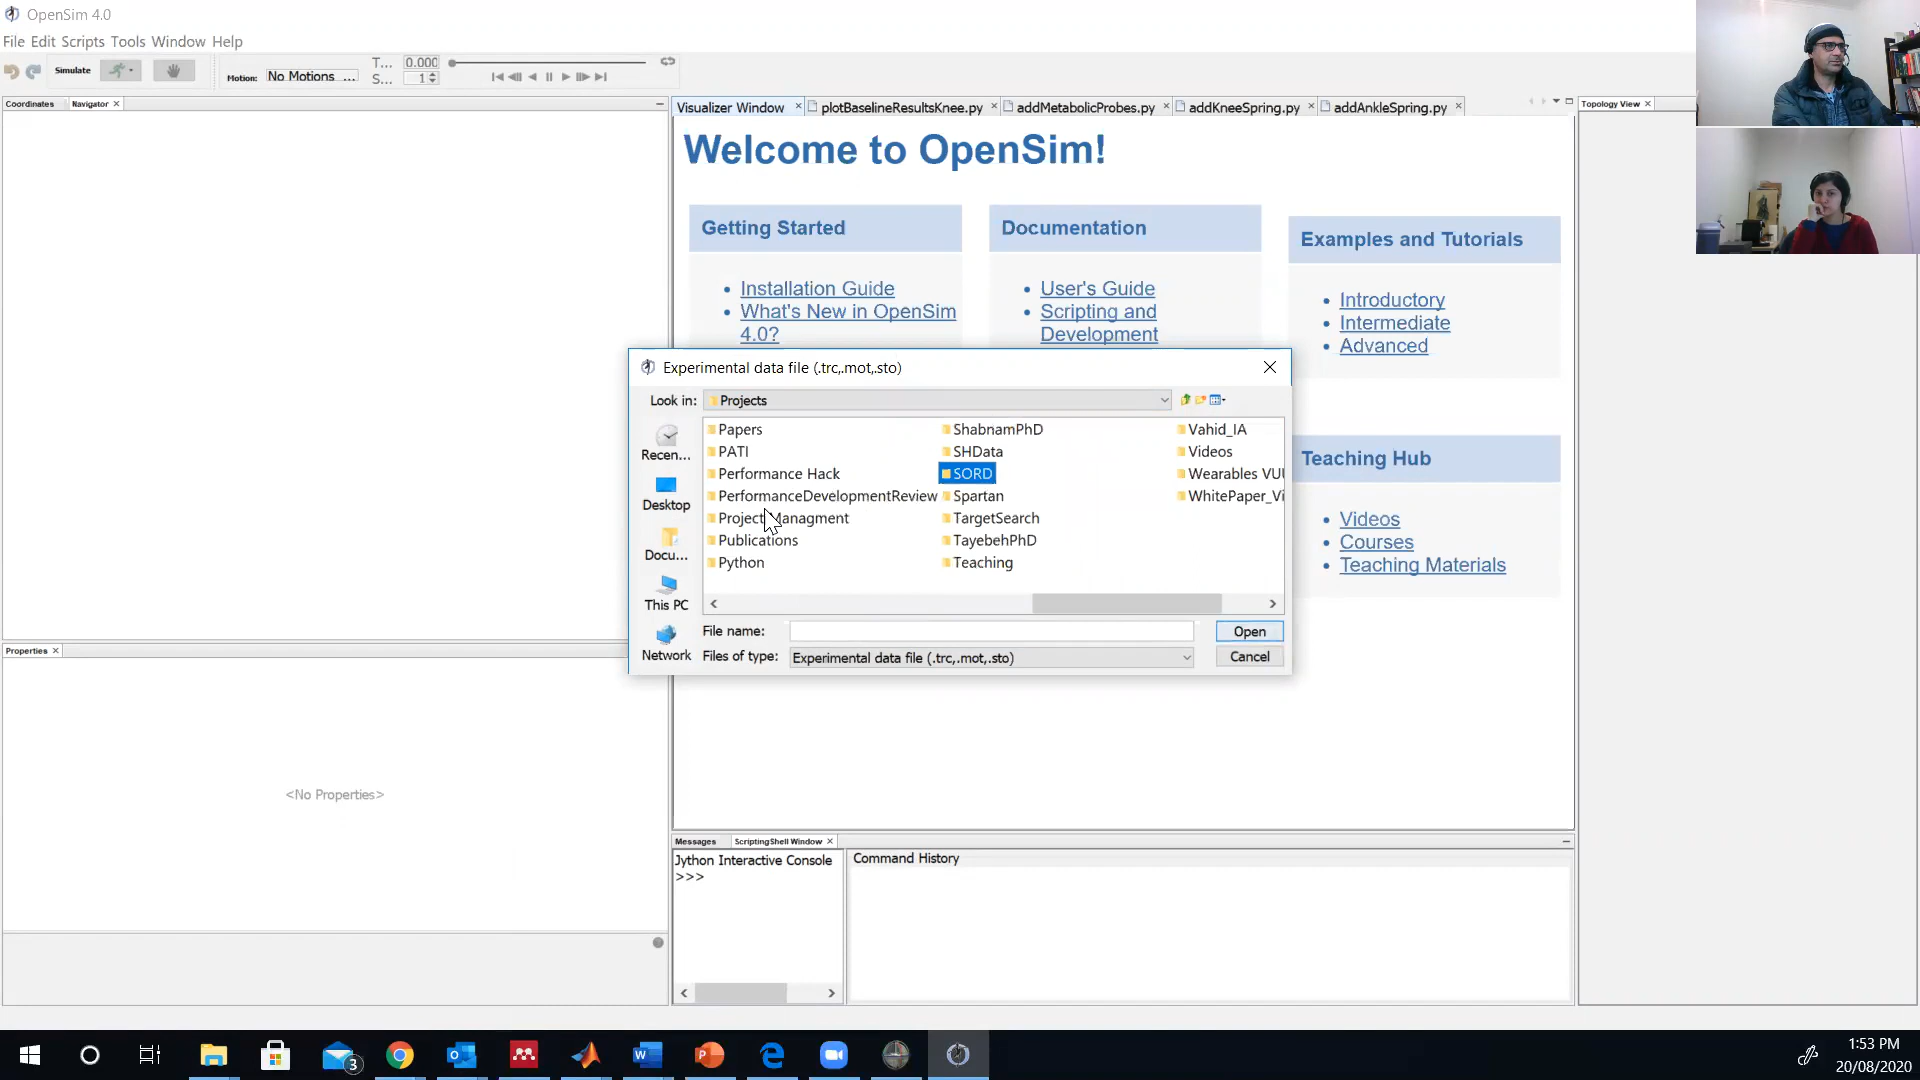 OpenSim 4.0
File Edit Scripts Tools Window Help
Simulate
Motion: No Motions ...
T... 0.000
S... 1
Coordinates Navigator
Visualizer Window plotBaselineResultsKnee.py addMetabolicProbes.py addKneeSpring.py addAnkleSpring.py
Topology View
Welcome to OpenSim!
Getting Started
Installation Guide
What's New in OpenSim
4.0?
Documentation
User's Guide
Scripting and
Development
Examples and Tutorials
Introductory
Intermediate
Advanced
Teaching Hub
Videos
Courses
Teaching Materials
Experimental data file (.trc,.mot,.sto)
Look in: Projects
Recen...
Desktop
Docu...
This PC
Network
Papers
PATI
Performance Hack
PerformanceDevelopmentReview
ProjectManagment
Publications
Python
ShabnamPhD
SHData
SORD
Spartan
TargetSearch
TayebehPhD
Teaching
Vahid_IA
Videos
Wearables VU
WhitePaper_Vi
File name:
Open
Files of type: Experimental data file (.trc,.mot,.sto)
Cancel
Properties
<No Properties>
Messages ScriptingShell Window
Jython Interactive Console
>>>
Command History
3
1:53 PM
20/08/2020